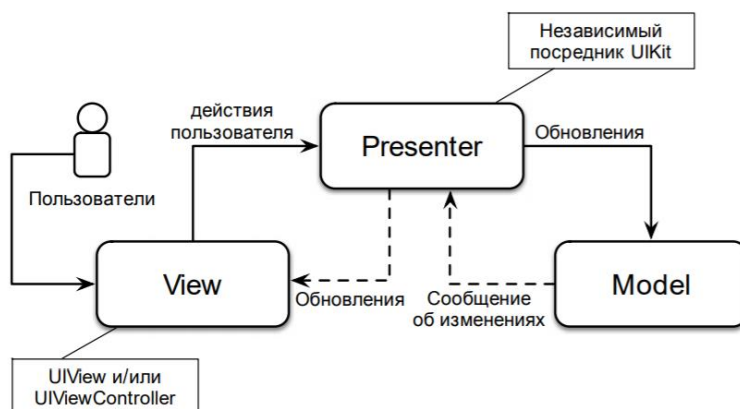 Независимый
посредник UIKit
действия
пользователя
Presenter
Обновления
Пользователи
View
Обновления
Сообщение
об изменениях
Model
UIView и/или
UIViewController